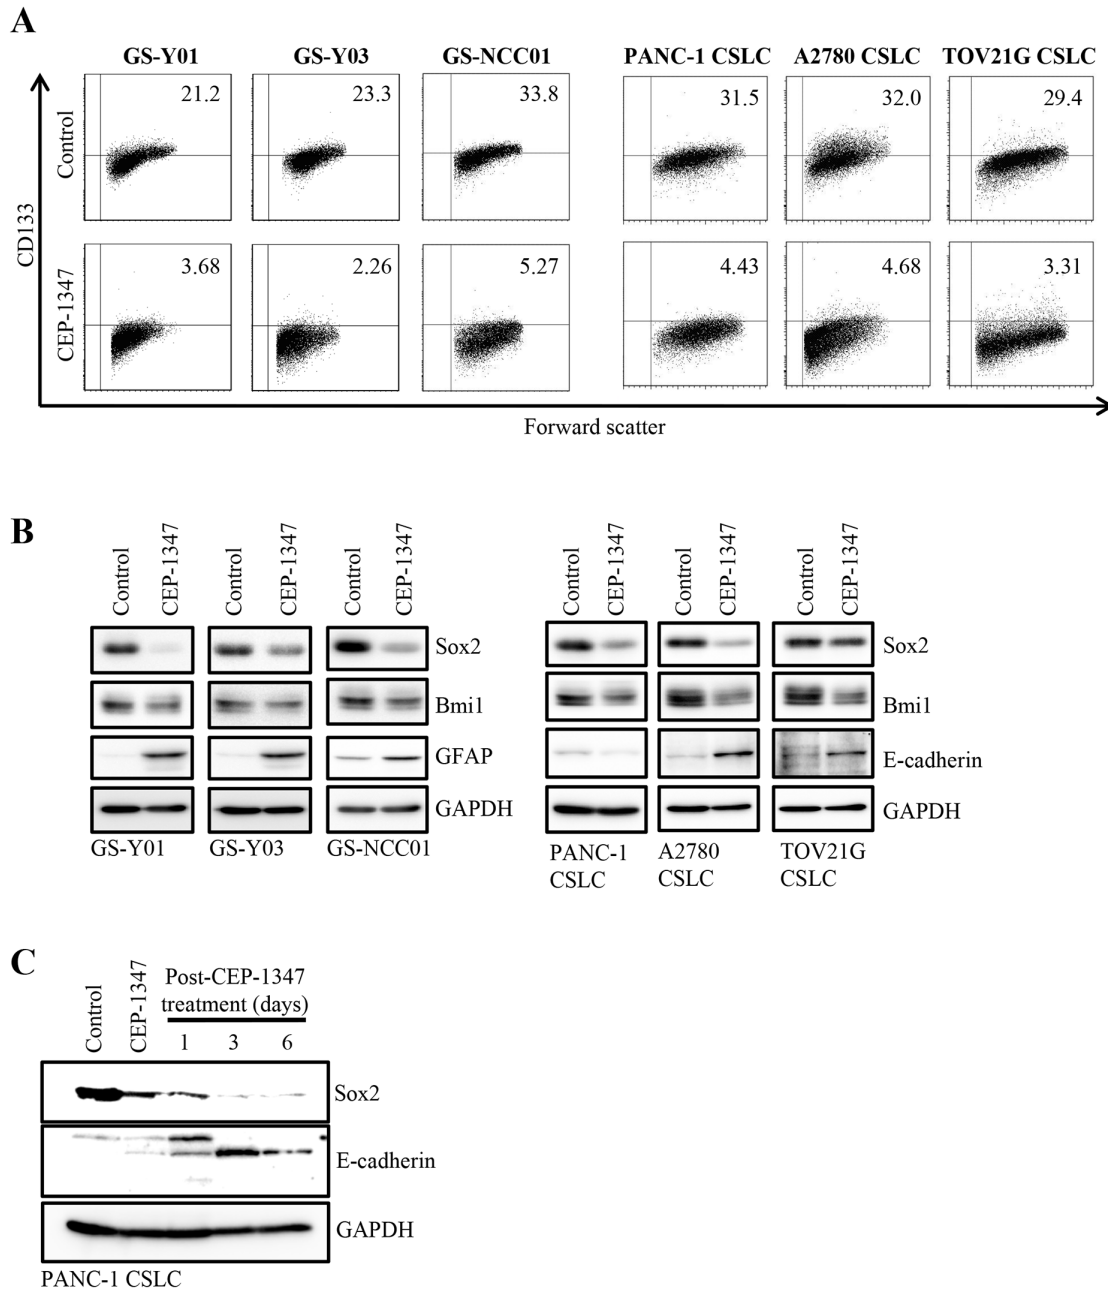 A
GS-Y01 GS-Y03 GS-NCC01 PANC-1 CSLC A2780 CSLC TOV21G CSLC
Control
21.2 23.3 33.8 31.5 32.0 29.4
CD133
CEP-1347
3.68 2.26 5.27 4.43 4.68 3.31
Forward scatter
B
Control CEP-1347 Control CEP-1347 Control CEP-1347 Control CEP-1347 Control CEP-1347 Control CEP-1347
Sox2 Sox2
Bmi1 Bmi1
GFAP E-cadherin
GAPDH GAPDH
GS-Y01 GS-Y03 GS-NCC01 PANC-1 A2780 TOV21G
CSLC CSLC CSLC
C
Control CEP-1347 Post-CEP-1347
treatment (days)
1 3 6
Sox2
E-cadherin
GAPDH
PANC-1 CSLC